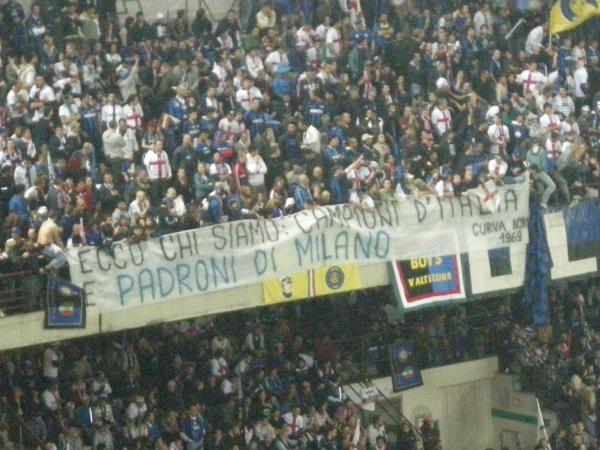 ECCO CHI SIAMO: CAMPIONI D'ITALIA
E PADRONI DI MILANO
CURVA NORD
1969
BOYS
VALTELLINA